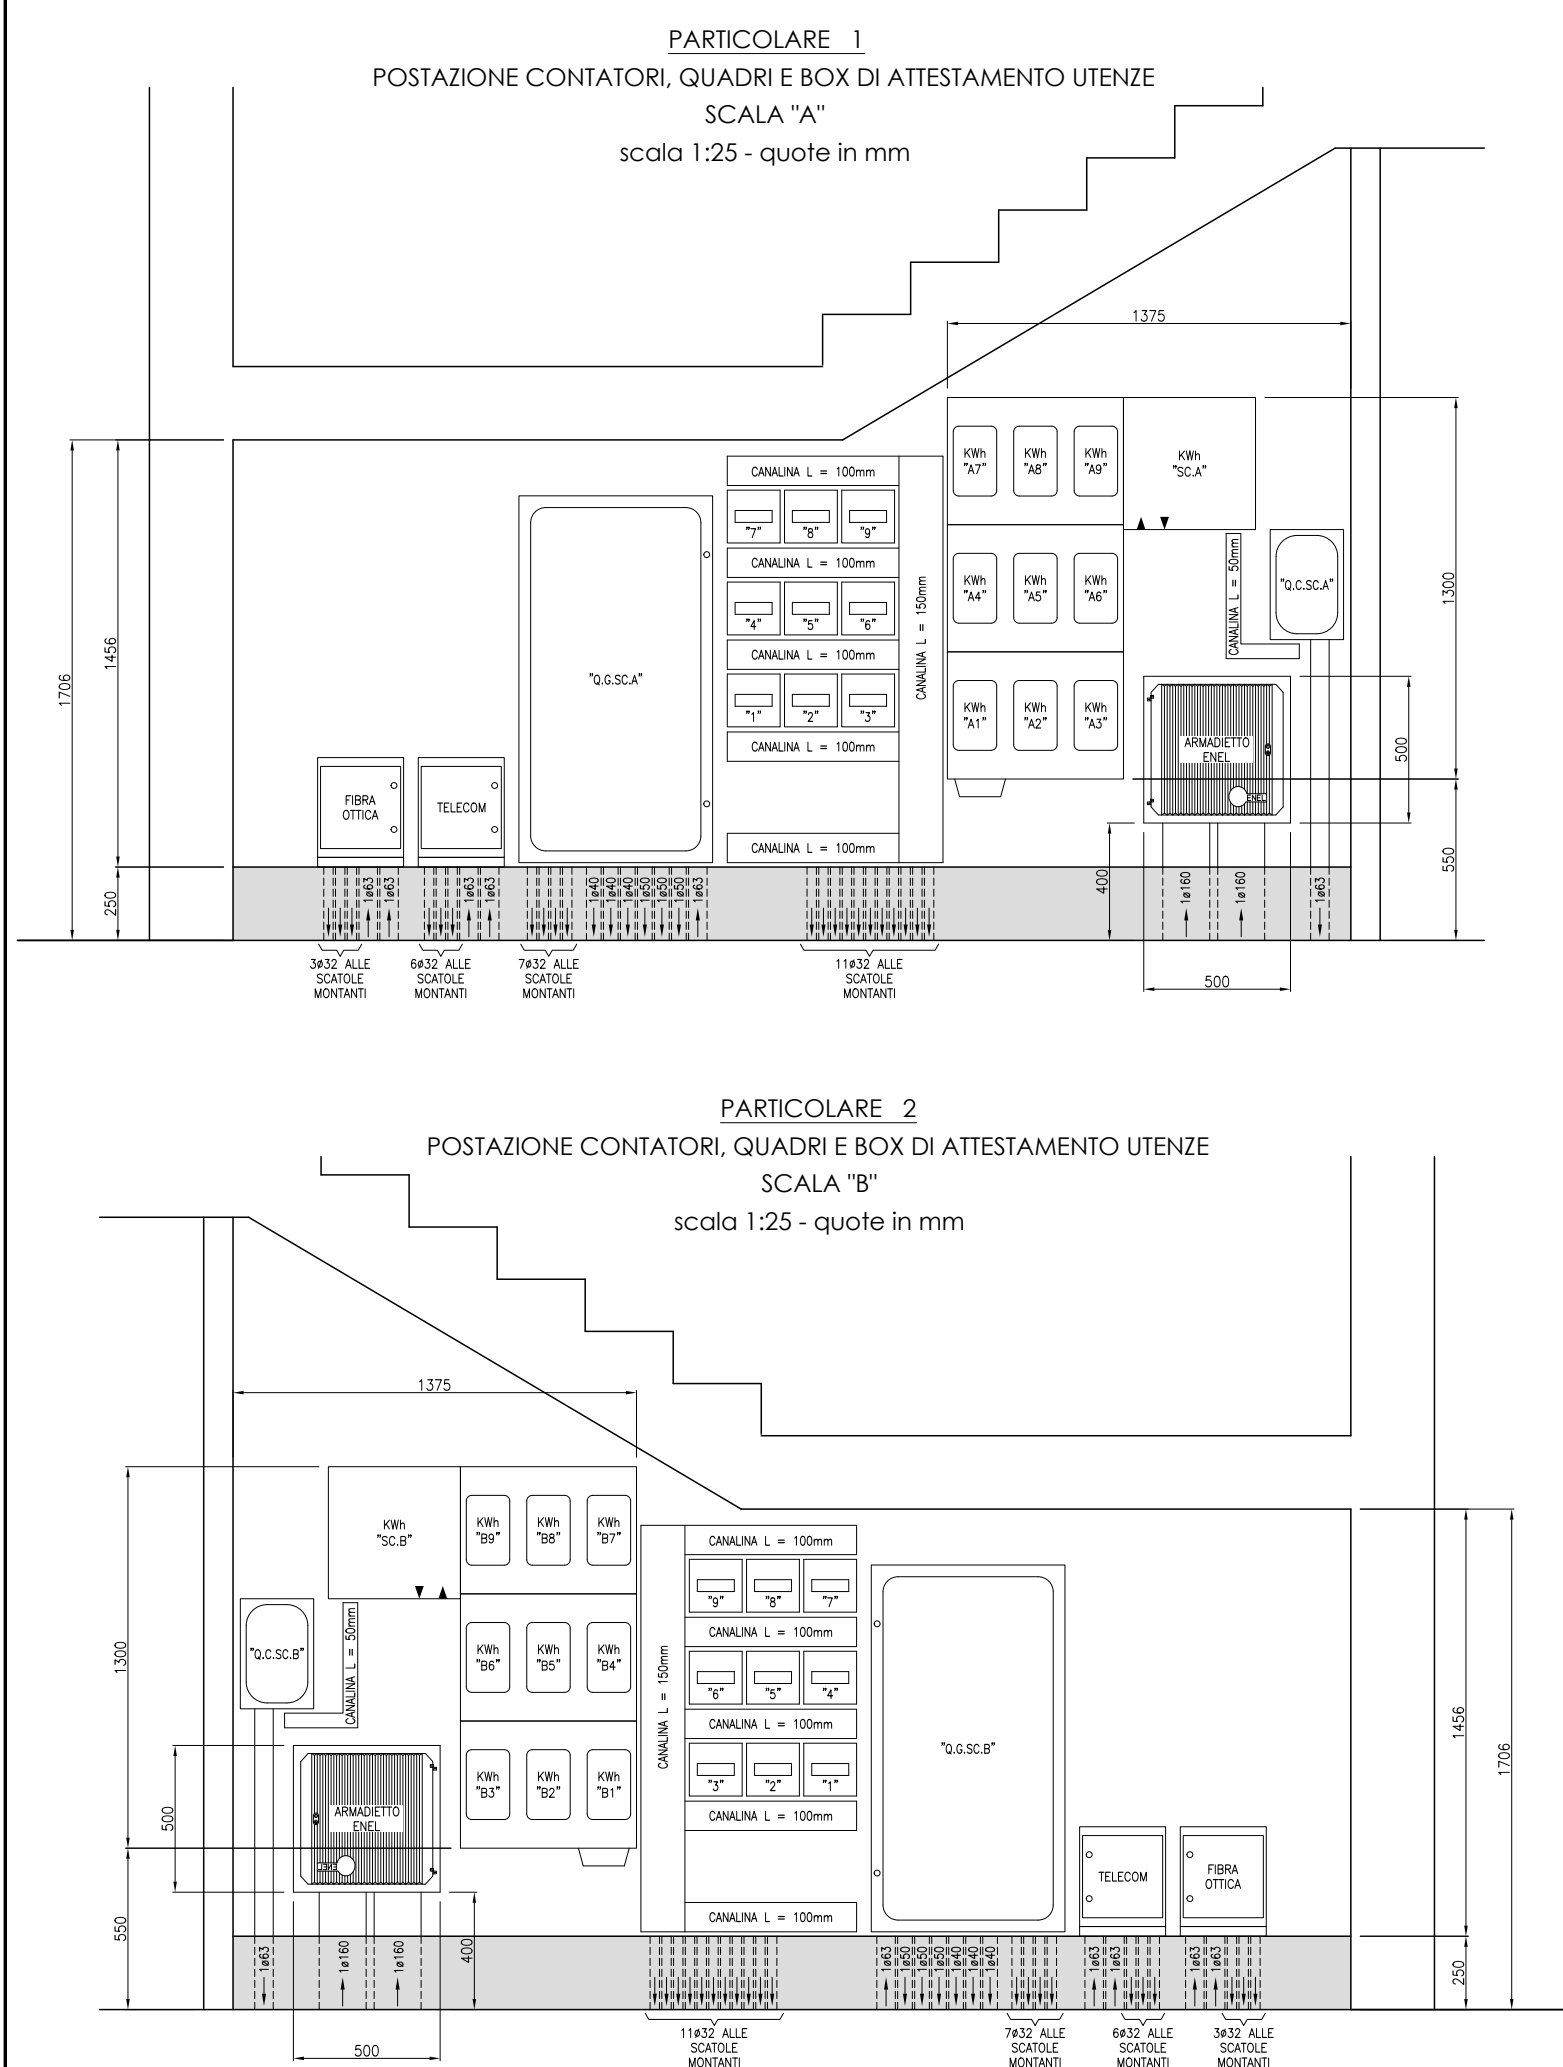 PARTICOLARE 1
POSTAZIONE CONTATORI, QUADRI E BOX DI ATTESTAMENTO UTENZE
SCALA "A"
scala 1:25 - quote in mm
1375
KWh
"A7"
KWh
"A8"
KWh
"A9"
KWh
"SC.A"
CANALINA L = 100mm
"7"
"8"
"9"
CANALINA L = 100mm
KWh
"A4"
KWh
"A5"
KWh
"A6"
CANALINA L = 50mm
"Q.C.SC.A"
1300
"4"
"5"
"6"
CANALINA L = 150mm
CANALINA L = 100mm
1706
1456
"Q.G.SC.A"
"1"
"2"
"3"
CANALINA L = 100mm
KWh
"A1"
KWh
"A2"
KWh
"A3"
ARMADIETTO
ENEL
ENEL
500
FIBRA
OTTICA
TELECOM
CANALINA L = 100mm
550
400
250
1ø63
1ø63
1ø63
1ø63
1ø40
1ø40
1ø40
1ø50
1ø50
1ø50
1ø63
1ø160
1ø160
1ø63
3ø32 ALLE
SCATOLE
MONTANTI
6ø32 ALLE
SCATOLE
MONTANTI
7ø32 ALLE
SCATOLE
MONTANTI
11ø32 ALLE
SCATOLE
MONTANTI
500
PARTICOLARE 2
POSTAZIONE CONTATORI, QUADRI E BOX DI ATTESTAMENTO UTENZE
SCALA "B"
scala 1:25 - quote in mm
1375
KWh
"SC.B"
KWh
"B9"
KWh
"B8"
KWh
"B7"
CANALINA L = 100mm
"9"
"8"
"7"
CANALINA L = 100mm
1300
"Q.C.SC.B"
CANALINA L = 50mm
KWh
"B6"
KWh
"B5"
KWh
"B4"
CANALINA L = 150mm
"6"
"5"
"4"
CANALINA L = 100mm
"Q.G.SC.B"
1456
1706
KWh
"B3"
KWh
"B2"
KWh
"B1"
"3"
"2"
"1"
CANALINA L = 100mm
500
ARMADIETTO
ENEL
ENEL
TELECOM
FIBRA
OTTICA
CANALINA L = 100mm
550
400
250
1ø63
1ø160
1ø160
1ø63
1ø50
1ø50
1ø50
1ø40
1ø40
1ø40
1ø63
1ø63
1ø63
1ø63
500
11ø32 ALLE
SCATOLE
MONTANTI
7ø32 ALLE
SCATOLE
MONTANTI
6ø32 ALLE
SCATOLE
MONTANTI
3ø32 ALLE
SCATOLE
MONTANTI